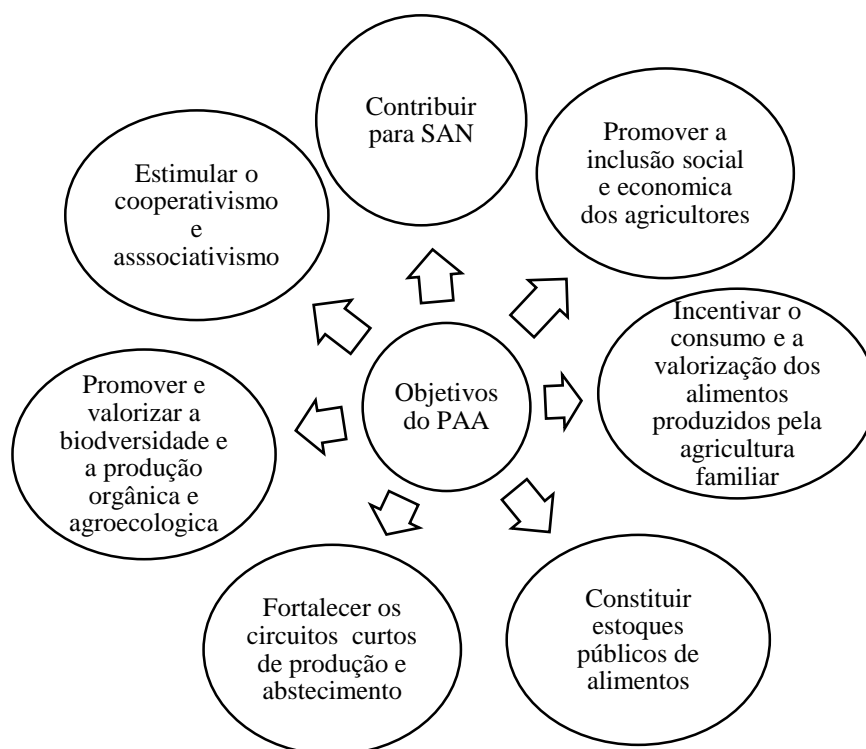 Contribuir
para SAN
Promover a
inclusão social
e economica
dos agricultores
Incentivar o
consumo e a
valorização dos
alimentos
produzidos pela
agricultura
familiar
Constituir
estoques
públicos de
alimentos
Fortalecer os
circuitos curtos
de produção e
abstecimento
Promover e
valorizar a
biodversidade e
a produção
orgânica e
agroecologica
Estimular o
cooperativismo
e
asssociativismo
Objetivos
do PAA